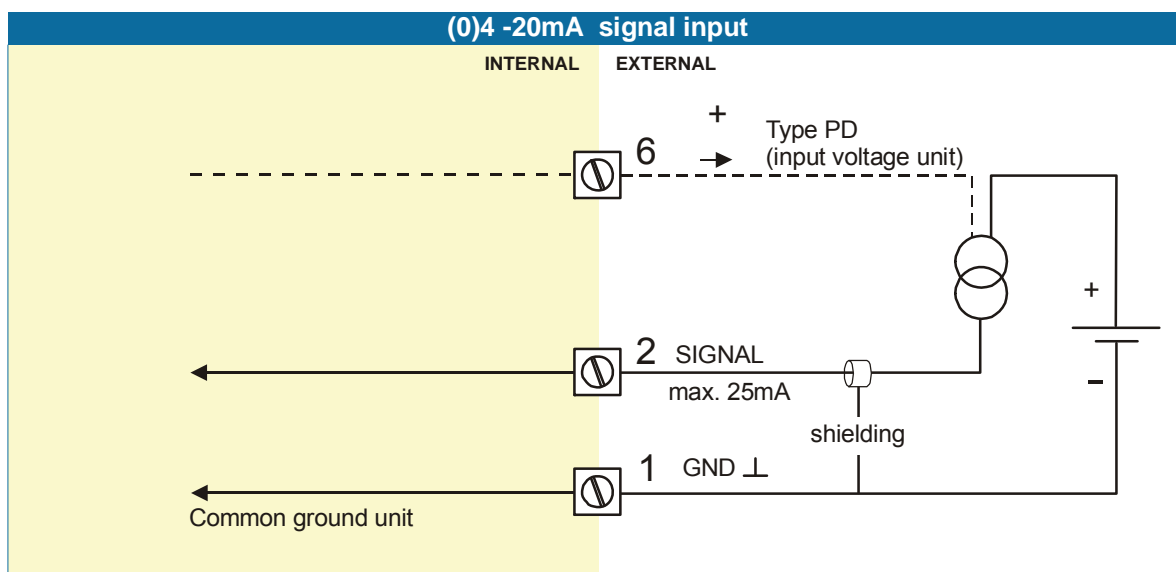 (0)4 -20mA signal input
INTERNAL EXTERNAL
+
6
Type PD
(input voltage unit)
+
2 SIGNAL
max. 25mA
-
shielding
1 GND ⊥
Common ground unit